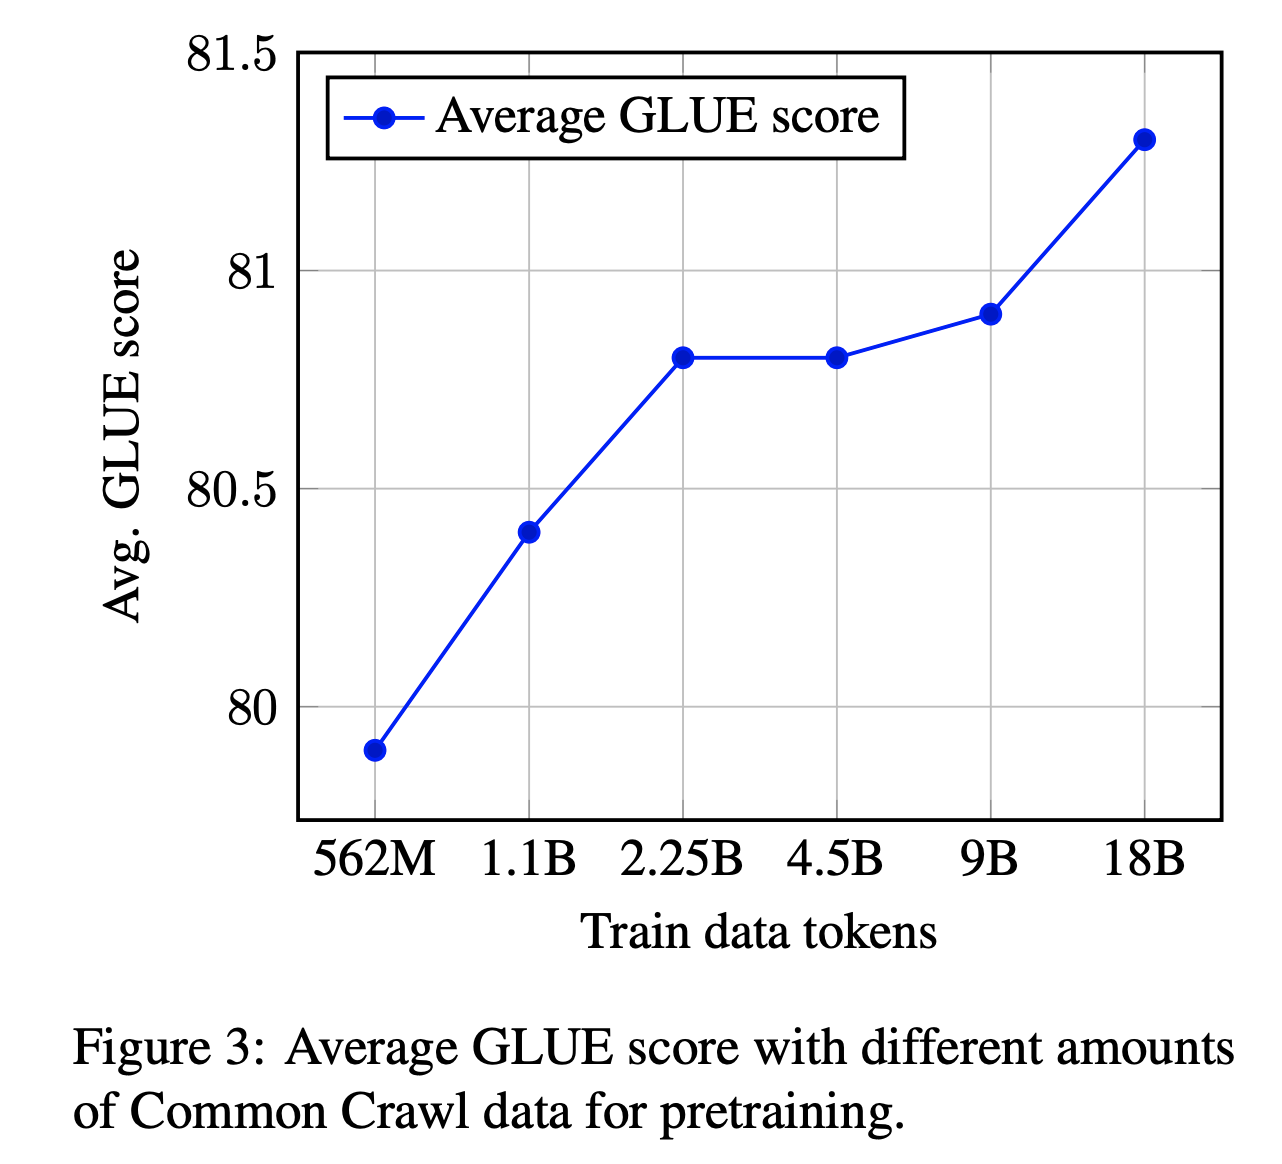 81.5
Average GLUE score
81
80.5
80
Avg. GLUE score
562M 1.1B 2.25B 4.5B 9B 18B
Train data tokens
Figure 3: Average GLUE score with different amounts
of Common Crawl data for pretraining.